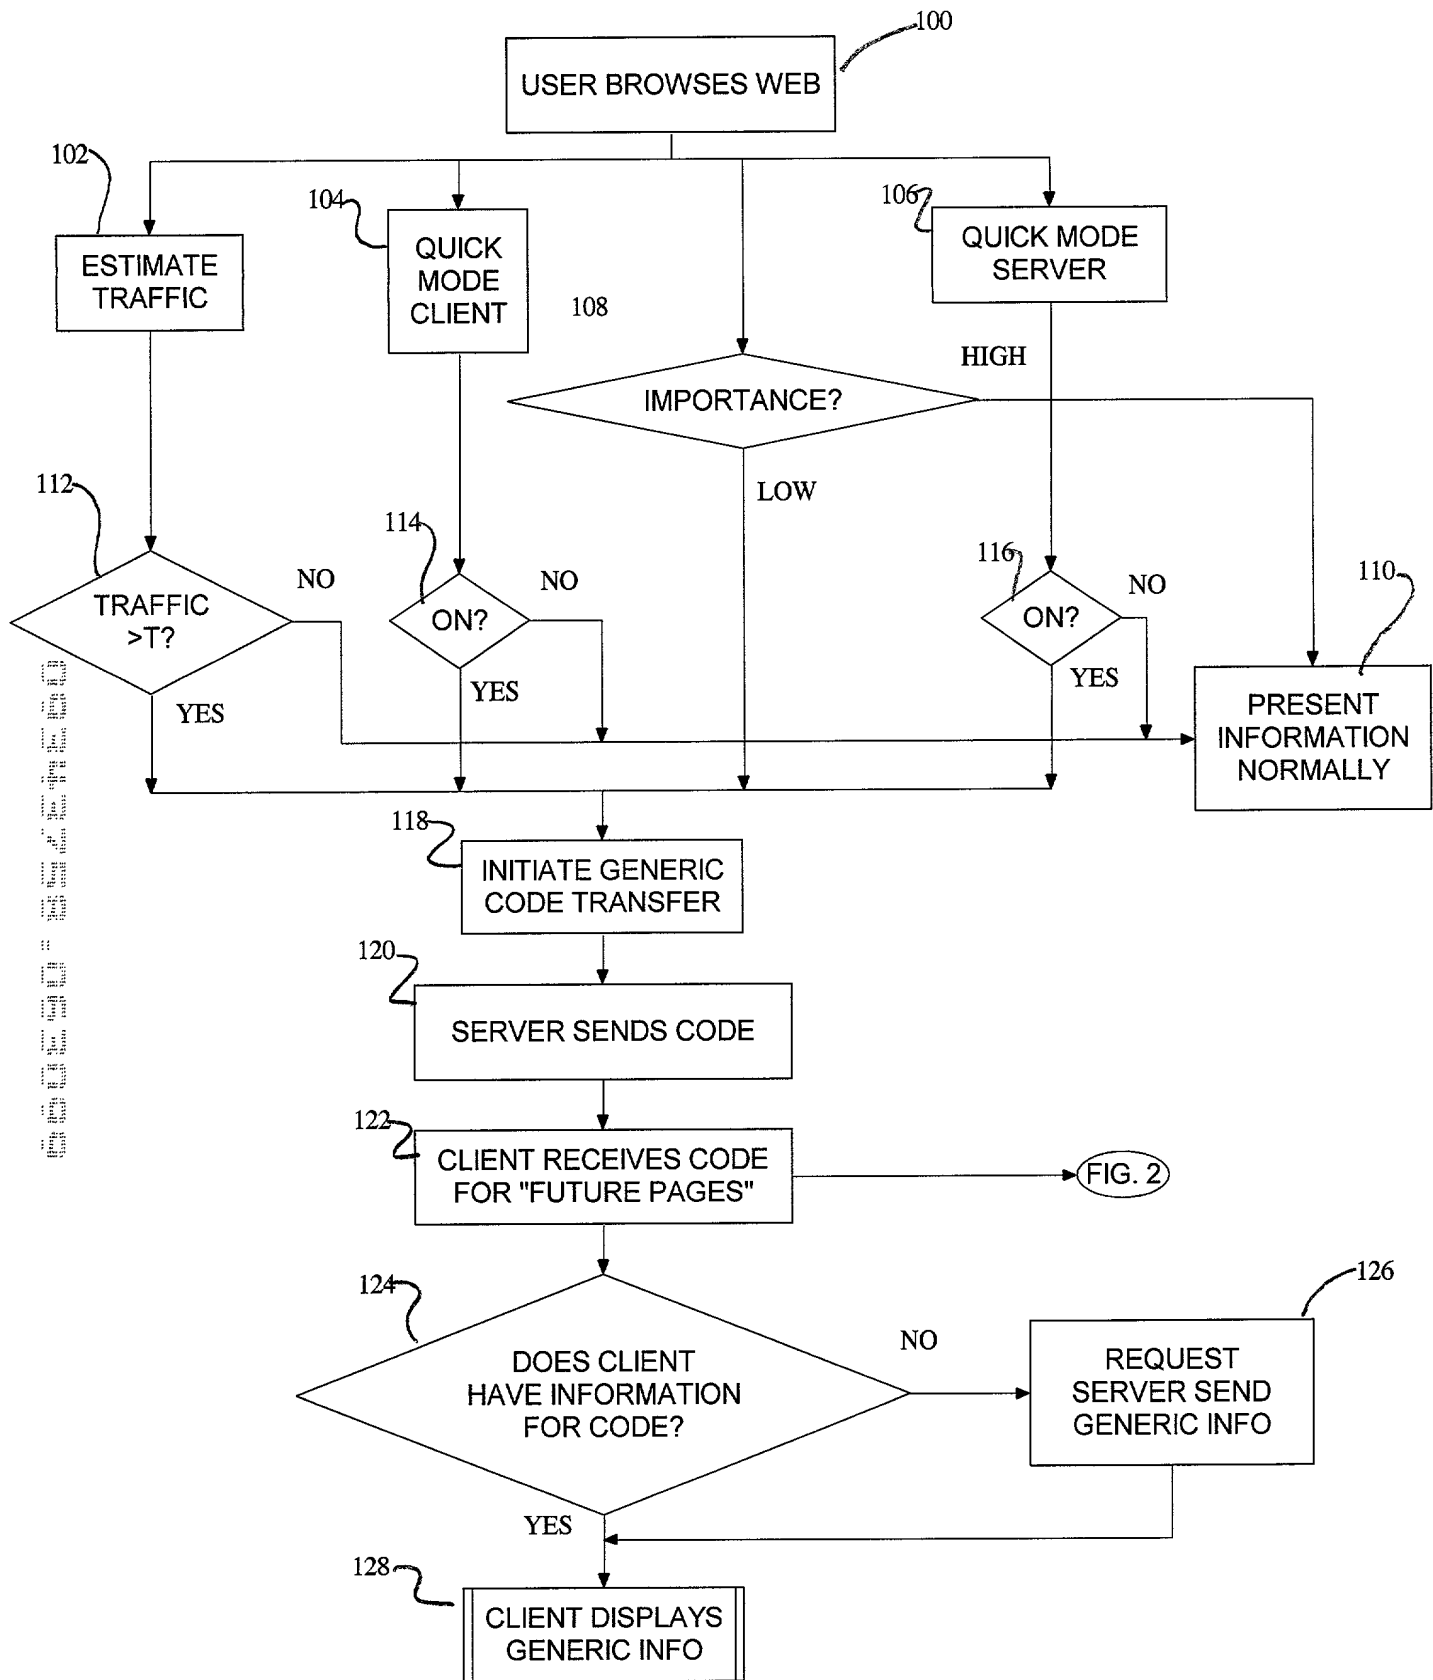 100
USER BROWSES WEB
102
104
106
QUICK
MODE
CLIENT
QUICK MODE
SERVER
ESTIMATE
TRAFFIC
108
HIGH
IMPORTANCE?
112
LOW
114
116
110
NO
NO
NO
TRAFFIC
>T?
ON?
ON?
YES
YES
YES
PRESENT
INFORMATION
NORMALLY
118
INITIATE GENERIC
CODE TRANSFER
120
SERVER SENDS CODE
122
CLIENT RECEIVES CODE
FOR "FUTURE PAGES"
FIG. 2
124
126
NO
DOES CLIENT
HAVE INFORMATION
FOR CODE?
REQUEST
SERVER SEND
GENERIC INFO
YES
128
CLIENT DISPLAYS
GENERIC INFO